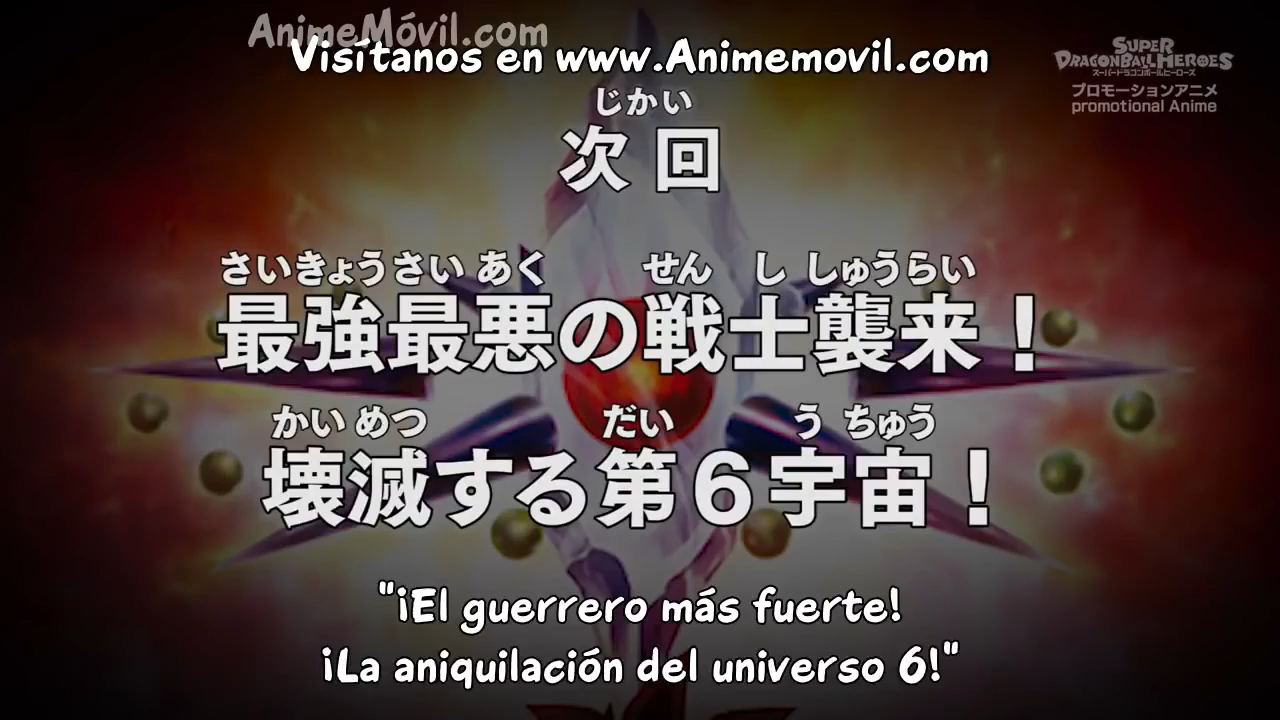 AnimeMóvil.com
Visítanos en www.Animemovil.com
SUPER
DRAGONBALL HEROES
スーパードラゴンボールヒーローズ
プロモーションアニメ
promotional Anime
じかい
次回
さいきょうさいあく せん し しゅうらい
最強最悪の戦士襲来！
かいめつ だい う ちゅう
壊滅する第６宇宙！
"¡El guerrero más fuerte!
¡La aniquilación del universo 6!"